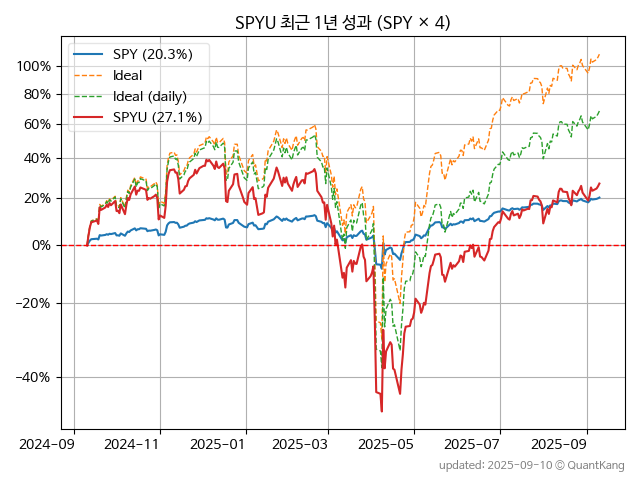 SPYU 최근 1년 성과 (SPY × 4)
SPY (20.3%)
Ideal
Ideal (daily)
SPYU (27.1%)
100%
80%
60%
40%
20%
0%
−20%
−40%
2024-09
2024-11
2025-01
2025-03
2025-05
2025-07
2025-09
updated: 2025-09-10 © QuantKang